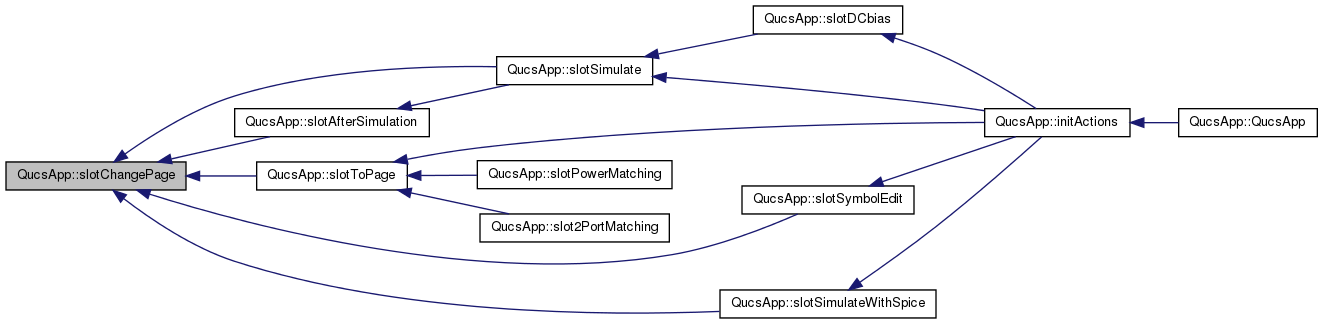 QucsApp::slotDCbias
QucsApp::slotSimulate
QucsApp::slotAfterSimulation
QucsApp::initActions
QucsApp::QucsApp
QucsApp::slotChangePage
QucsApp::slotToPage
QucsApp::slotPowerMatching
QucsApp::slotSymbolEdit
QucsApp::slot2PortMatching
QucsApp::slotSimulateWithSpice